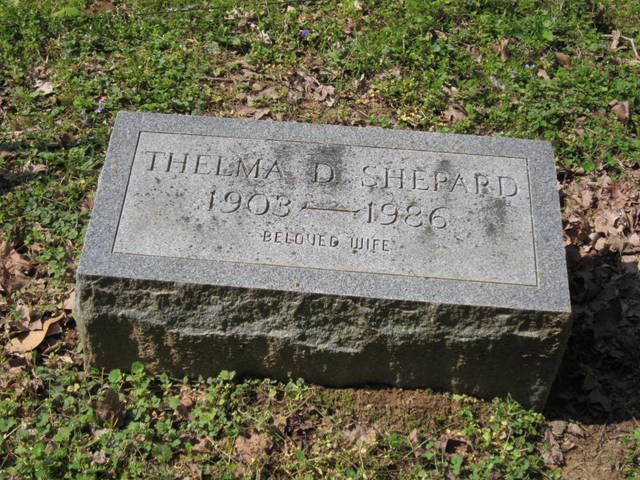 THELMA D. SHEPARD
1903 — 1986
BELOVED WIFE